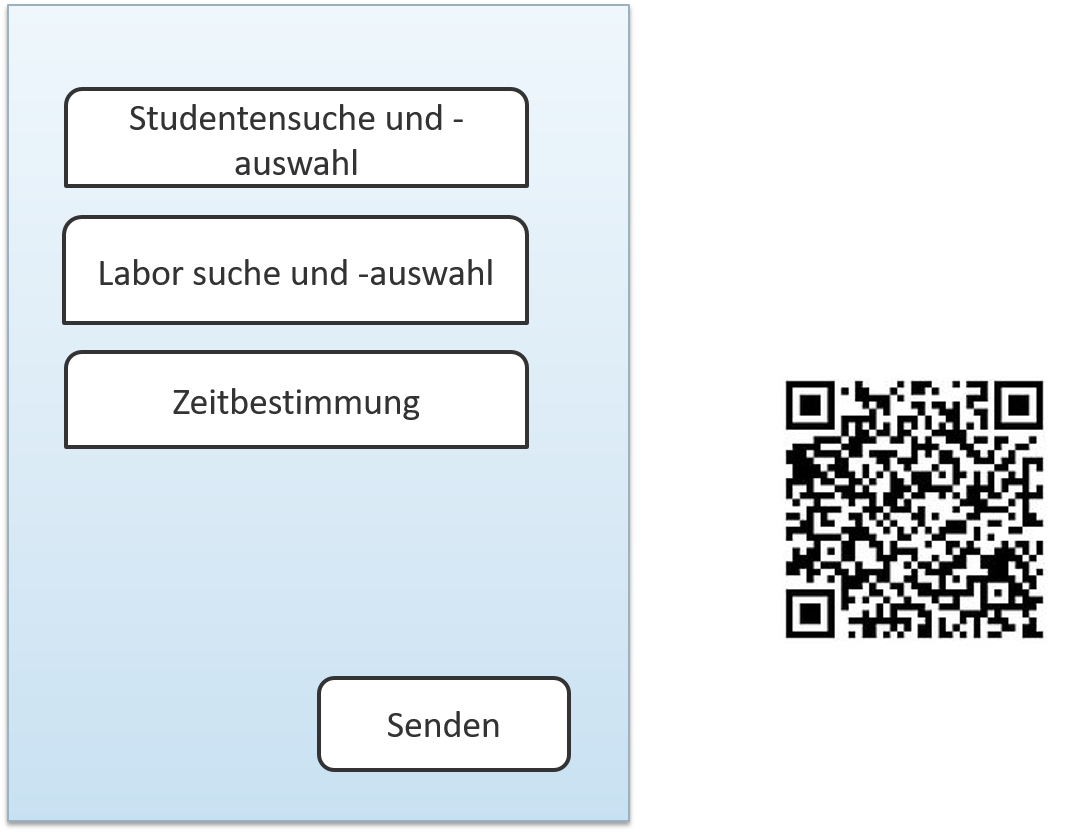 Studentensuche und -
auswahl
Labor suche und -auswahl
Zeitbestimmung
Senden